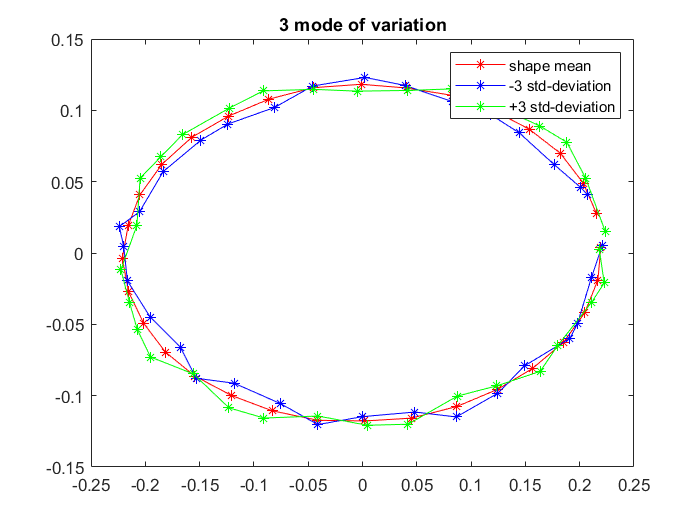 3 mode of variation
0.15
shape mean
-3 std-deviation
+3 std-deviation
0.1
0.05
0
-0.05
-0.1
-0.15
-0.25 -0.2 -0.15 -0.1 -0.05 0 0.05 0.1 0.15 0.2 0.25